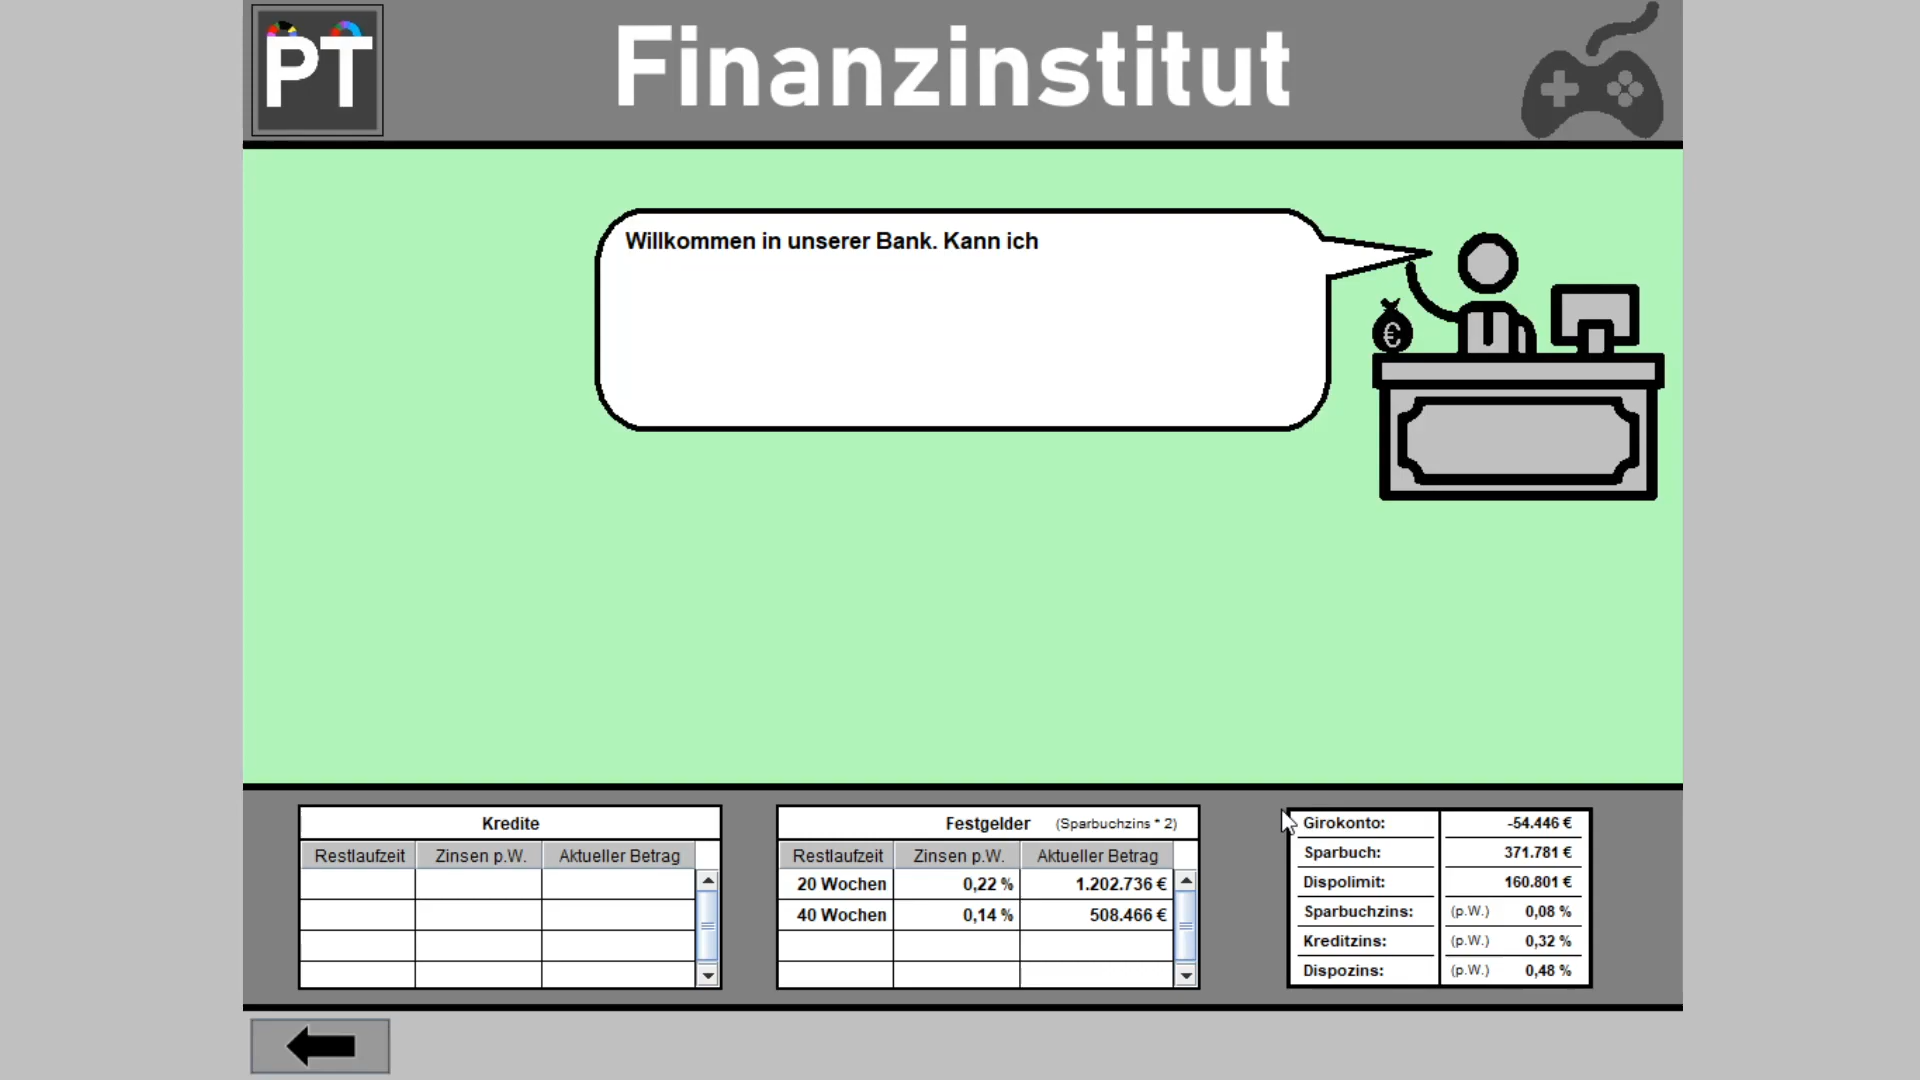 PT
Finanzinstitut
Willkommen in unserer Bank. Kann ich
€
Kredite
Restlaufzeit Zinsen p.W. Aktueller Betrag
Festgelder (Sparbuchzins * 2)
Restlaufzeit Zinsen p.W. Aktueller Betrag
20 Wochen 0,22 % 1.202.736 €
40 Wochen 0,14 % 508.466 €
Girokonto: -54.446 €
Sparbuch: 371.781 €
Dispolimit: 160.801 €
Sparbuchzins: (p.W.) 0,08 %
Kreditzins: (p.W.) 0,32 %
Dispozins: (p.W.) 0,48 %